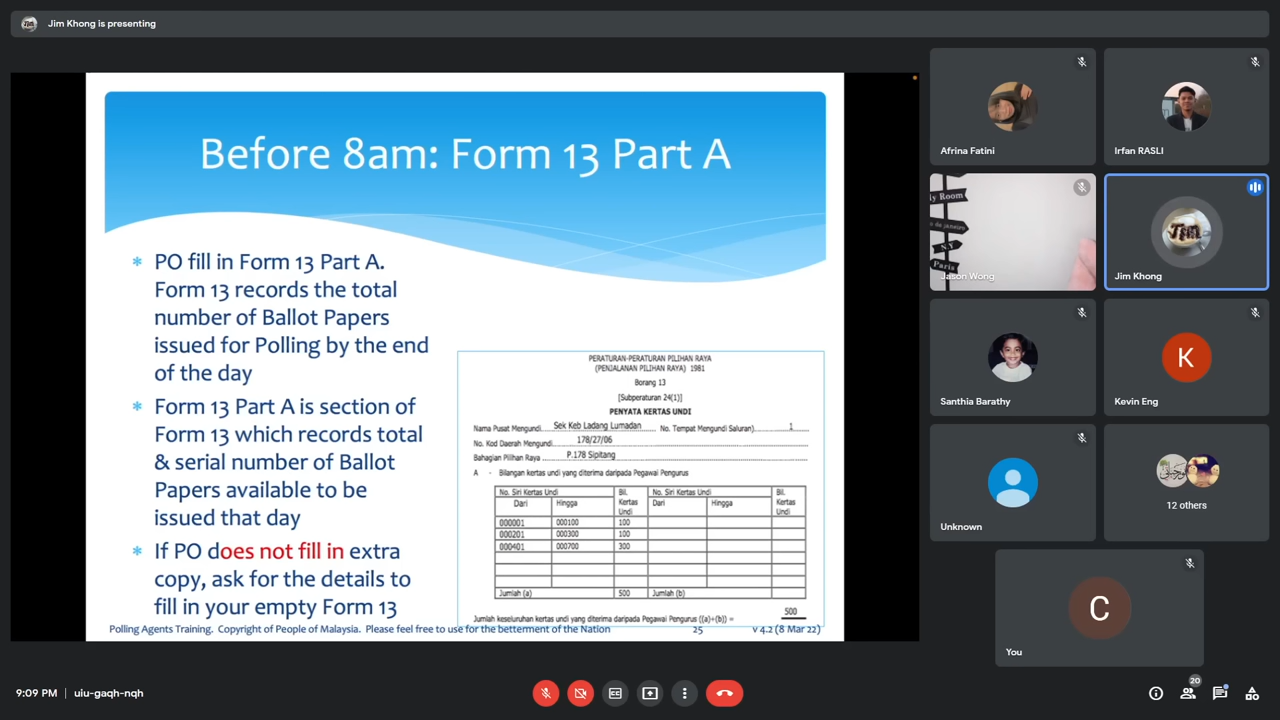 Jim Khong is presenting
Before 8am: Form 13 Part A
PO fill in Form 13 Part A.
Form 13 records the total
number of Ballot Papers
issued for Polling by the end
of the day
Form 13 Part A is section of
Form 13 which records total
& serial number of Ballot
Papers available to be
issued that day
If PO does not fill in extra
copy, ask for the details to
fill in your empty Form 13
PERATURAN-PERATURAN PILIHAN RAYA
(PENJALANAN PILIHAN RAYA) 1981
Borang 13
[Subperaturan 24(1)]
PENYATA KERTAS UNDI
Nama Pusat Mengundi Sek Keb Ladang Lumadan No. Tempat Mengundi Saluran) 1
No. Kod Daerah Mengundi 178/27/06
Bahagian Pilihan Raya P.178 Sipitang
A - Bilangan kertas undi yang diterima daripada Pegawai Pengurus
No. Siri Kertas Undi Bil. Kertas Undi No. Siri Kertas Undi Bil. Kertas Undi
Dari Hingga Dari Hingga
000001 000100 100
000201 000300 100
000401 000700 300
Jumlah (a) 500 Jumlah (b)
Jumlah keseluruhan kertas undi yang diterima daripada Pegawai Pengurus ((a)+(b)) = 500
Polling Agents Training. Copyright of People of Malaysia. Please feel free to use for the betterment of the Nation 25 v 4.2 (8 Mar 22)
Afrina Fatini
Irfan RASLI
ly Room
de janeiro
N.Y
Paris
Jason Wong
Jim
Jim Khong
Santhia Barathy
K
Kevin Eng
Unknown
12 others
C
You
9:09 PM | uiu-gaqh-nqh
20